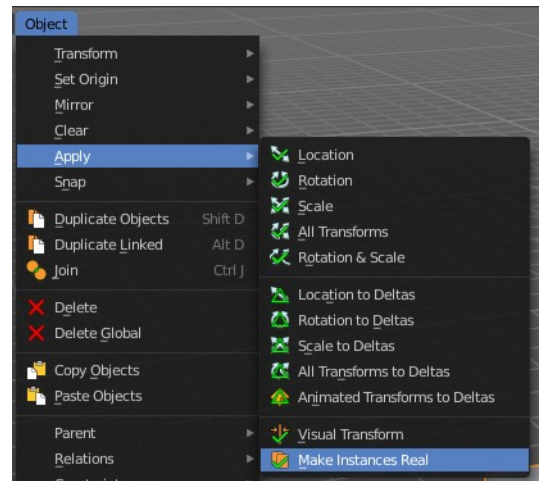 Object
Transform
Set Origin
Mirror
Clear
Apply
Snap
Duplicate Objects Shift D
Duplicate Linked Alt D
Join Ctrl J
Delete
Delete Global
Copy Objects
Paste Objects
Parent
Relations
Location
Rotation
Scale
All Transforms
Rotation & Scale
Location to Deltas
Rotation to Deltas
Scale to Deltas
All Transforms to Deltas
Animated Transforms to Deltas
Visual Transform
Make Instances Real